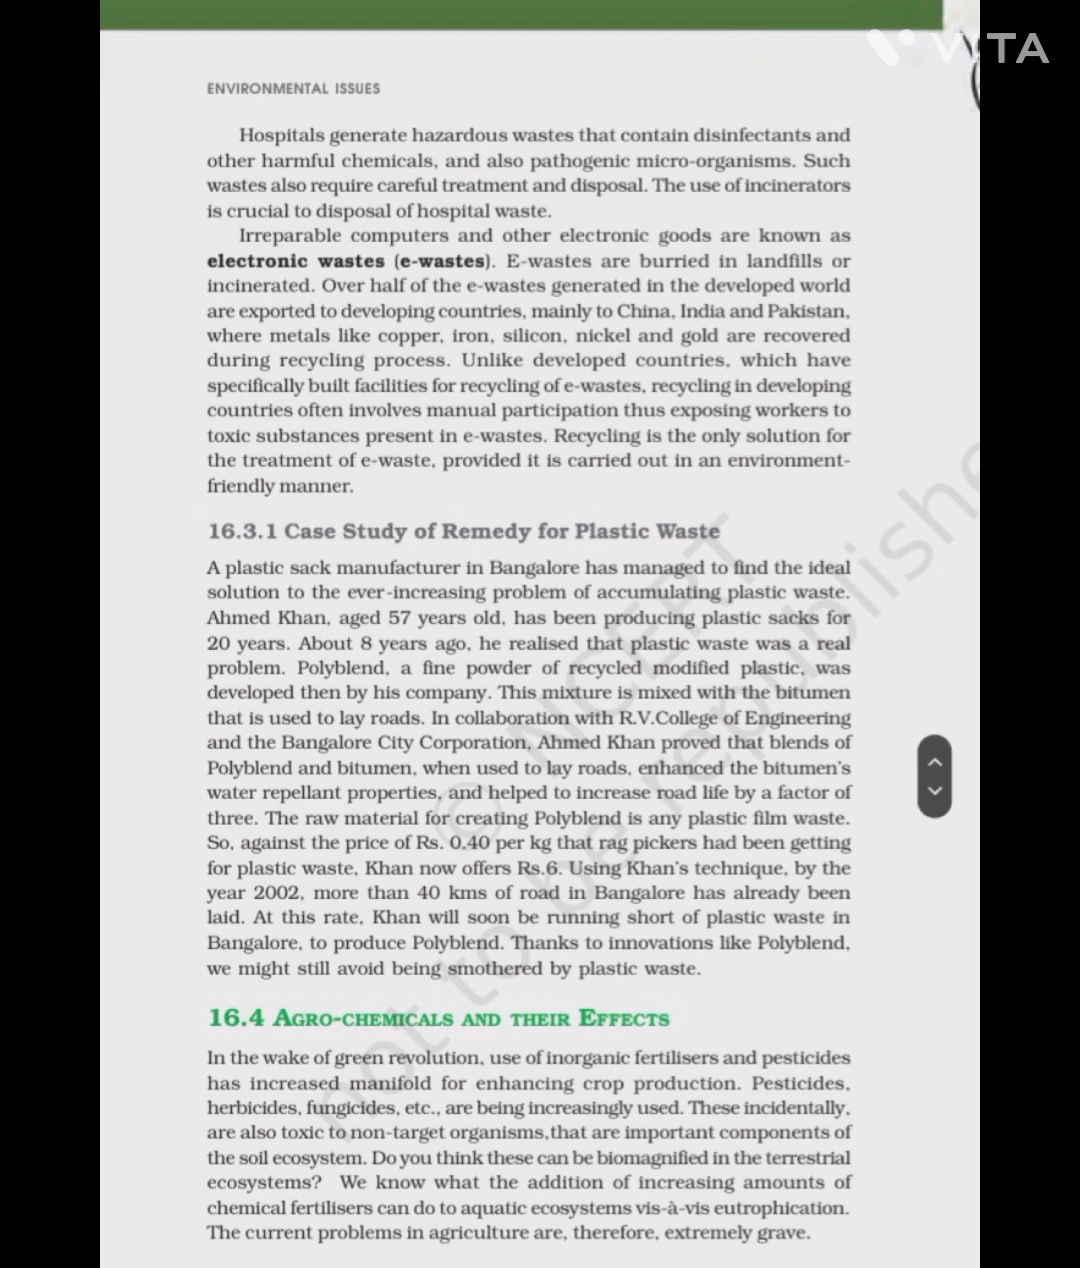 VITA
ENVIRONMENTAL ISSUES
Hospitals generate hazardous wastes that contain disinfectants and
other harmful chemicals, and also pathogenic micro-organisms. Such
wastes also require careful treatment and disposal. The use of incinerators
is crucial to disposal of hospital waste.
Irreparable computers and other electronic goods are known as
electronic wastes (e-wastes). E-wastes are burried in landfills or
incinerated. Over half of the e-wastes generated in the developed world
are exported to developing countries, mainly to China, India and Pakistan,
where metals like copper, iron, silicon, nickel and gold are recovered
during recycling process. Unlike developed countries, which have
specifically built facilities for recycling of e-wastes, recycling in developing
countries often involves manual participation thus exposing workers to
toxic substances present in e-wastes. Recycling is the only solution for
the treatment of e-waste, provided it is carried out in an environment-
friendly manner.
16.3.1 Case Study of Remedy for Plastic Waste
A plastic sack manufacturer in Bangalore has managed to find the ideal
solution to the ever-increasing problem of accumulating plastic waste.
Ahmed Khan, aged 57 years old, has been producing plastic sacks for
20 years. About 8 years ago, he realised that plastic waste was a real
problem. Polyblend, a fine powder of recycled modified plastic, was
developed then by his company. This mixture is mixed with the bitumen
that is used to lay roads. In collaboration with R.V.College of Engineering
and the Bangalore City Corporation, Ahmed Khan proved that blends of
Polyblend and bitumen, when used to lay roads, enhanced the bitumen's
water repellant properties, and helped to increase road life by a factor of
three. The raw material for creating Polyblend is any plastic film waste.
So, against the price of Rs. 0.40 per kg that rag pickers had been getting
for plastic waste, Khan now offers Rs.6. Using Khan's technique, by the
year 2002, more than 40 kms of road in Bangalore has already been
laid. At this rate, Khan will soon be running short of plastic waste in
Bangalore, to produce Polyblend. Thanks to innovations like Polyblend,
we might still avoid being smothered by plastic waste.
16.4 AGRO-CHEMICALS AND THEIR EFFECTS
In the wake of green revolution, use of inorganic fertilisers and pesticides
has increased manifold for enhancing crop production. Pesticides,
herbicides, fungicides, etc., are being increasingly used. These incidentally,
are also toxic to non-target organisms, that are important components of
the soil ecosystem. Do you think these can be biomagnified in the terrestrial
ecosystems? We know what the addition of increasing amounts of
chemical fertilisers can do to aquatic ecosystems vis-à-vis eutrophication.
The current problems in agriculture are, therefore, extremely grave.
© NCERT
not to be republishe